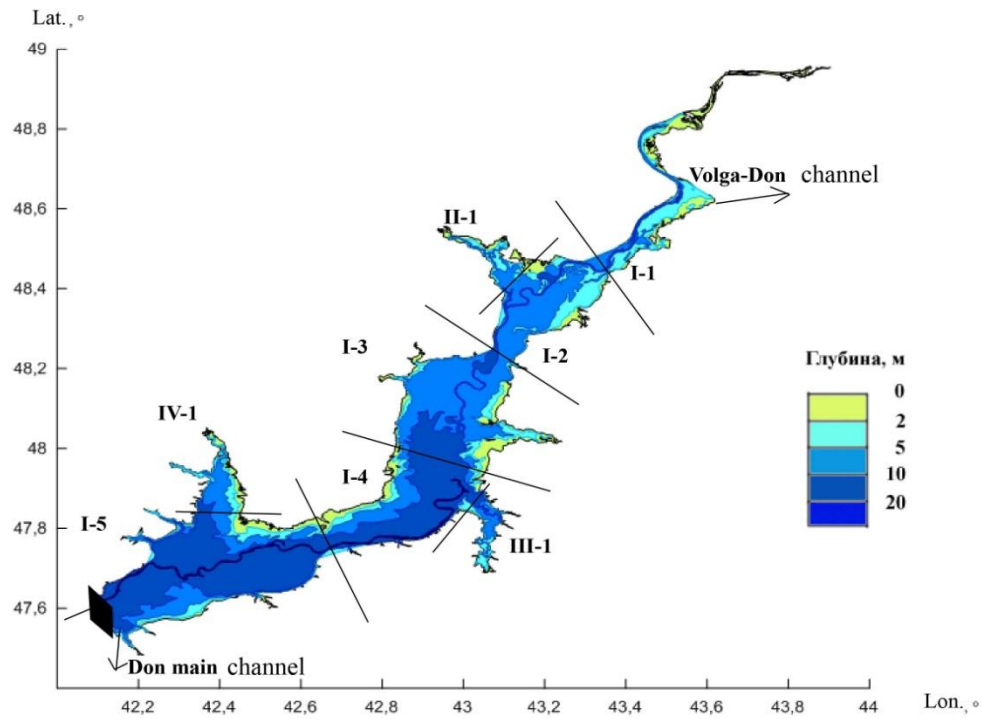 Lat., °
49
48,8
Volga-Don channel
48,6
II-1
I-1
48,4
I-2
I-3
48,2
Глубина, м
0
2
5
10
20
IV-1
48
I-4
47,8
I-5
III-1
47,6
Don main channel
42,2 42,4 42,6 42,8 43 43,2 43,4 43,6 43,8 44
Lon., °